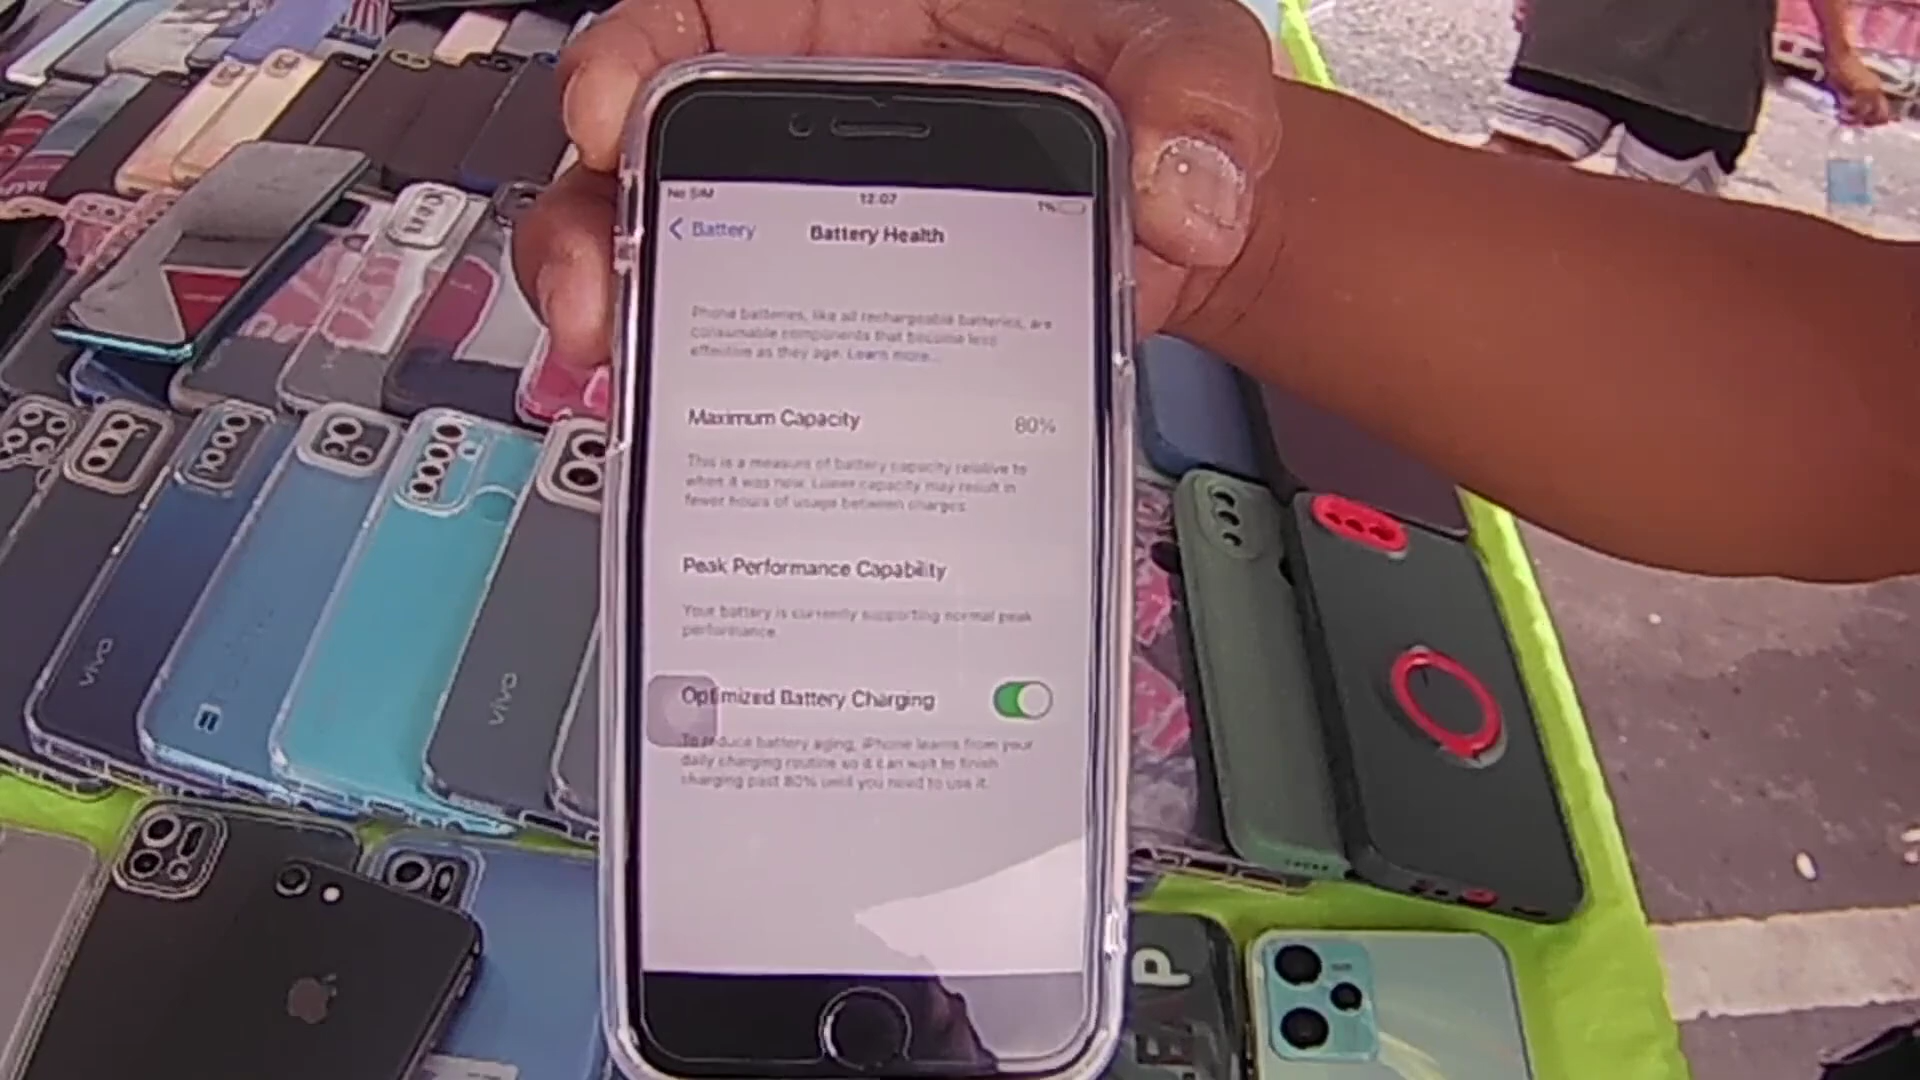 No SIM
12:07
1%
Battery
Battery Health
Phone batteries, like all rechargeable batteries, are
consumable components that become less
effective as they age. Learn more...
Maximum Capacity
80%
This is a measure of battery capacity relative to
when it was new. Lower capacity may result in
fewer hours of usage between charges.
Peak Performance Capability
Your battery is currently supporting normal peak
performance.
Optimized Battery Charging
To reduce battery aging, iPhone learns from your
daily charging routine so it can wait to finish
charging past 80% until you need to use it.
vivo
vivo